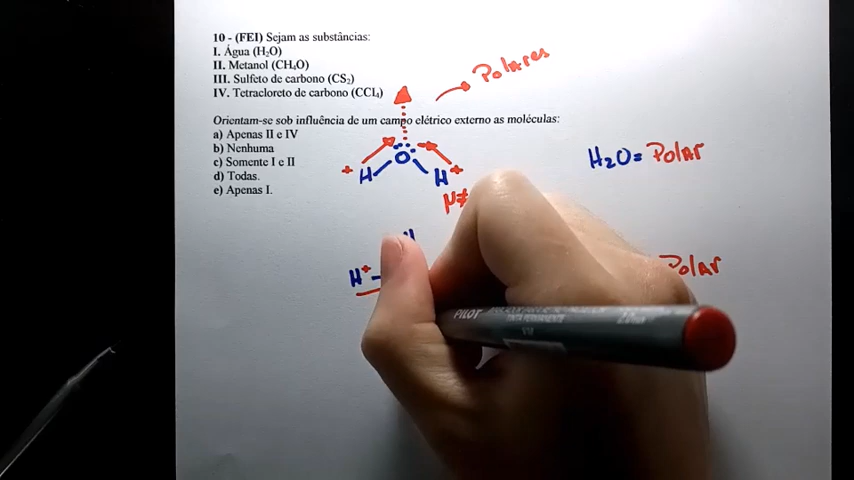 10 - (FEI) Sejam as substâncias:
I. Água (H₂O)
II. Metanol (CH₄O)
III. Sulfeto de carbono (CS₂)
IV. Tetracloreto de carbono (CCl₄)
Orientam-se sob influência de um campo elétrico externo as moléculas:
a) Apenas II e IV
b) Nenhuma
c) Somente I e II
d) Todas.
e) Apenas I.
Polares
O
+ H H +
μ≠
H₂O = Polar
H
H +
Polar
PILOT